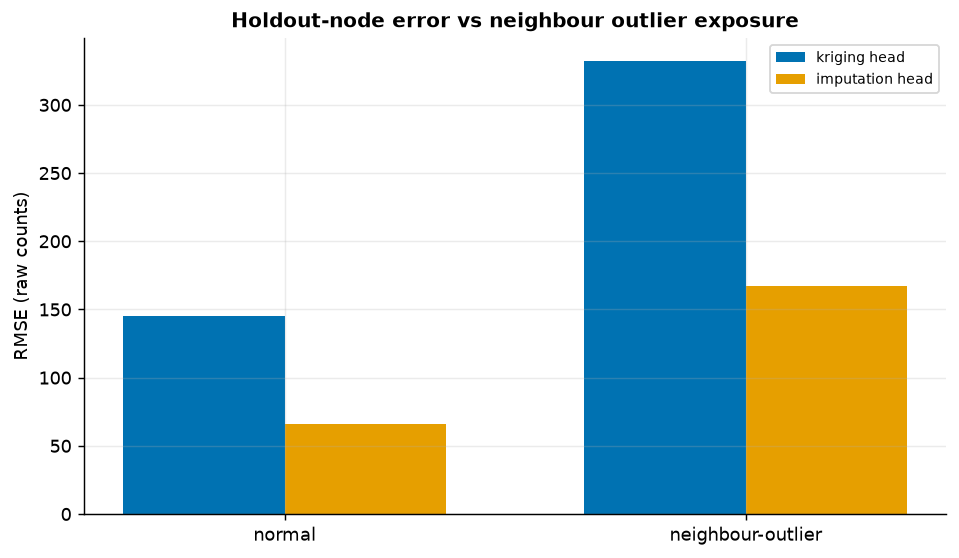 Holdout-node error vs neighbour outlier exposure
kriging head
imputation head
RMSE (raw counts)
300
250
200
150
100
50
0
normal
neighbour-outlier